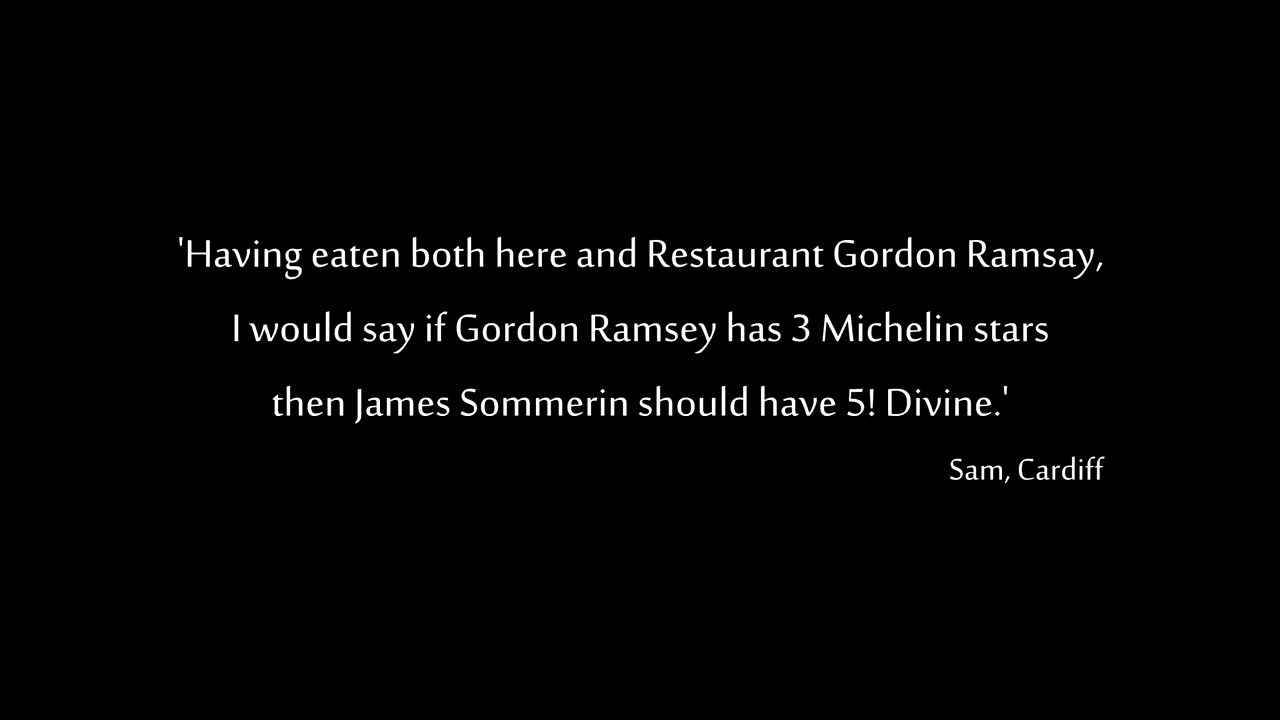 'Having eaten both here and Restaurant Gordon Ramsay,
I would say if Gordon Ramsey has 3 Michelin stars
then James Sommerin should have 5! Divine.'
Sam, Cardiff